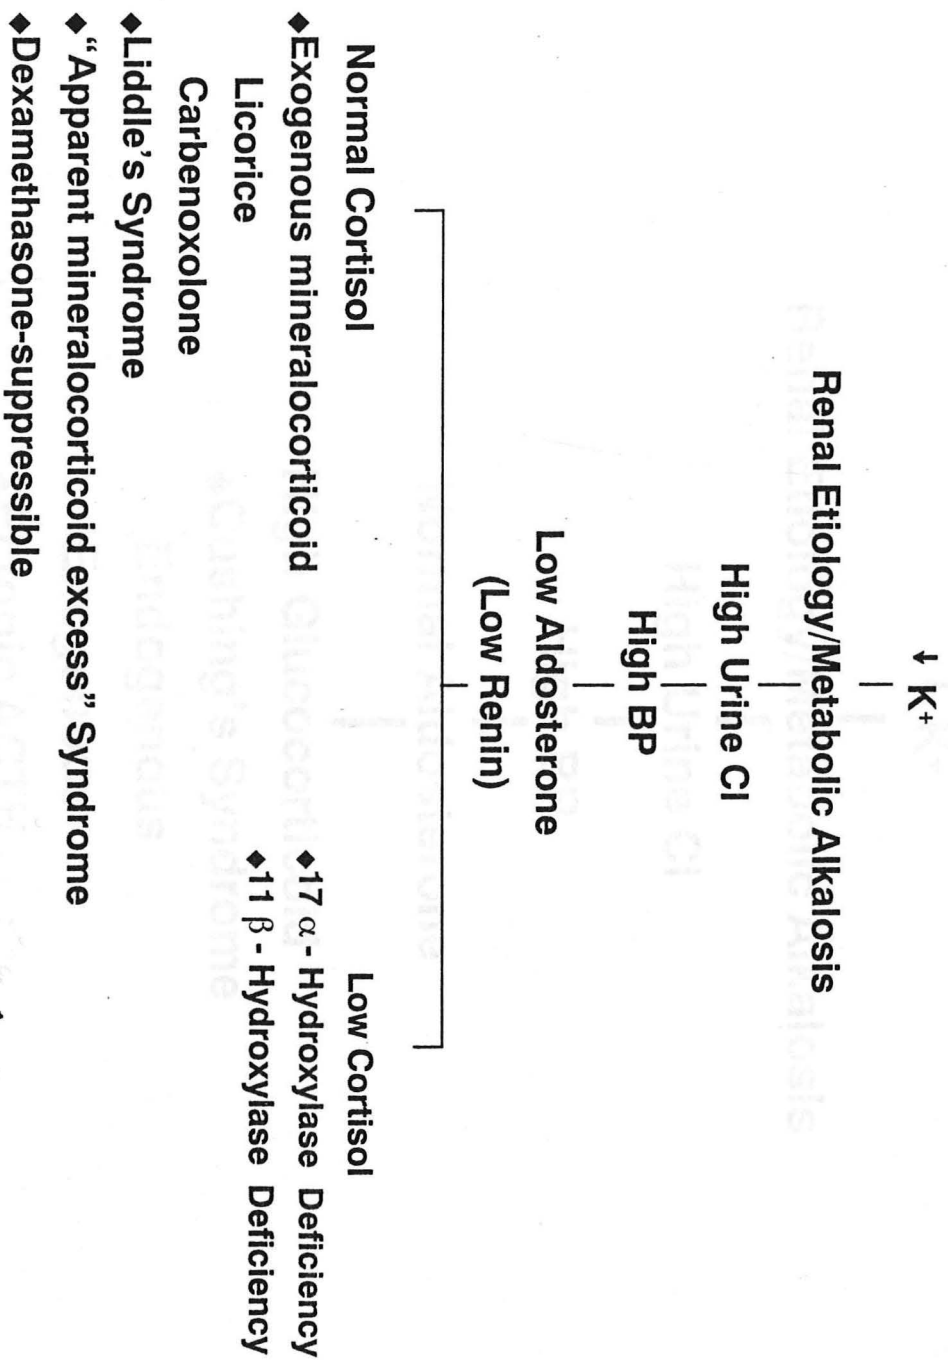 ↓ K+
Renal Etiology/Metabolic Alkalosis
High Urine Cl
High BP
Low Aldosterone
(Low Renin)
Normal Cortisol
◆Exogenous mineralocorticoid
Licorice
Carbenoxolone
◆Liddle's Syndrome
◆"Apparent mineralocorticoid excess" Syndrome
◆Dexamethasone-suppressible
Low Cortisol
◆17 α - Hydroxylase Deficiency
◆11 β - Hydroxylase Deficiency